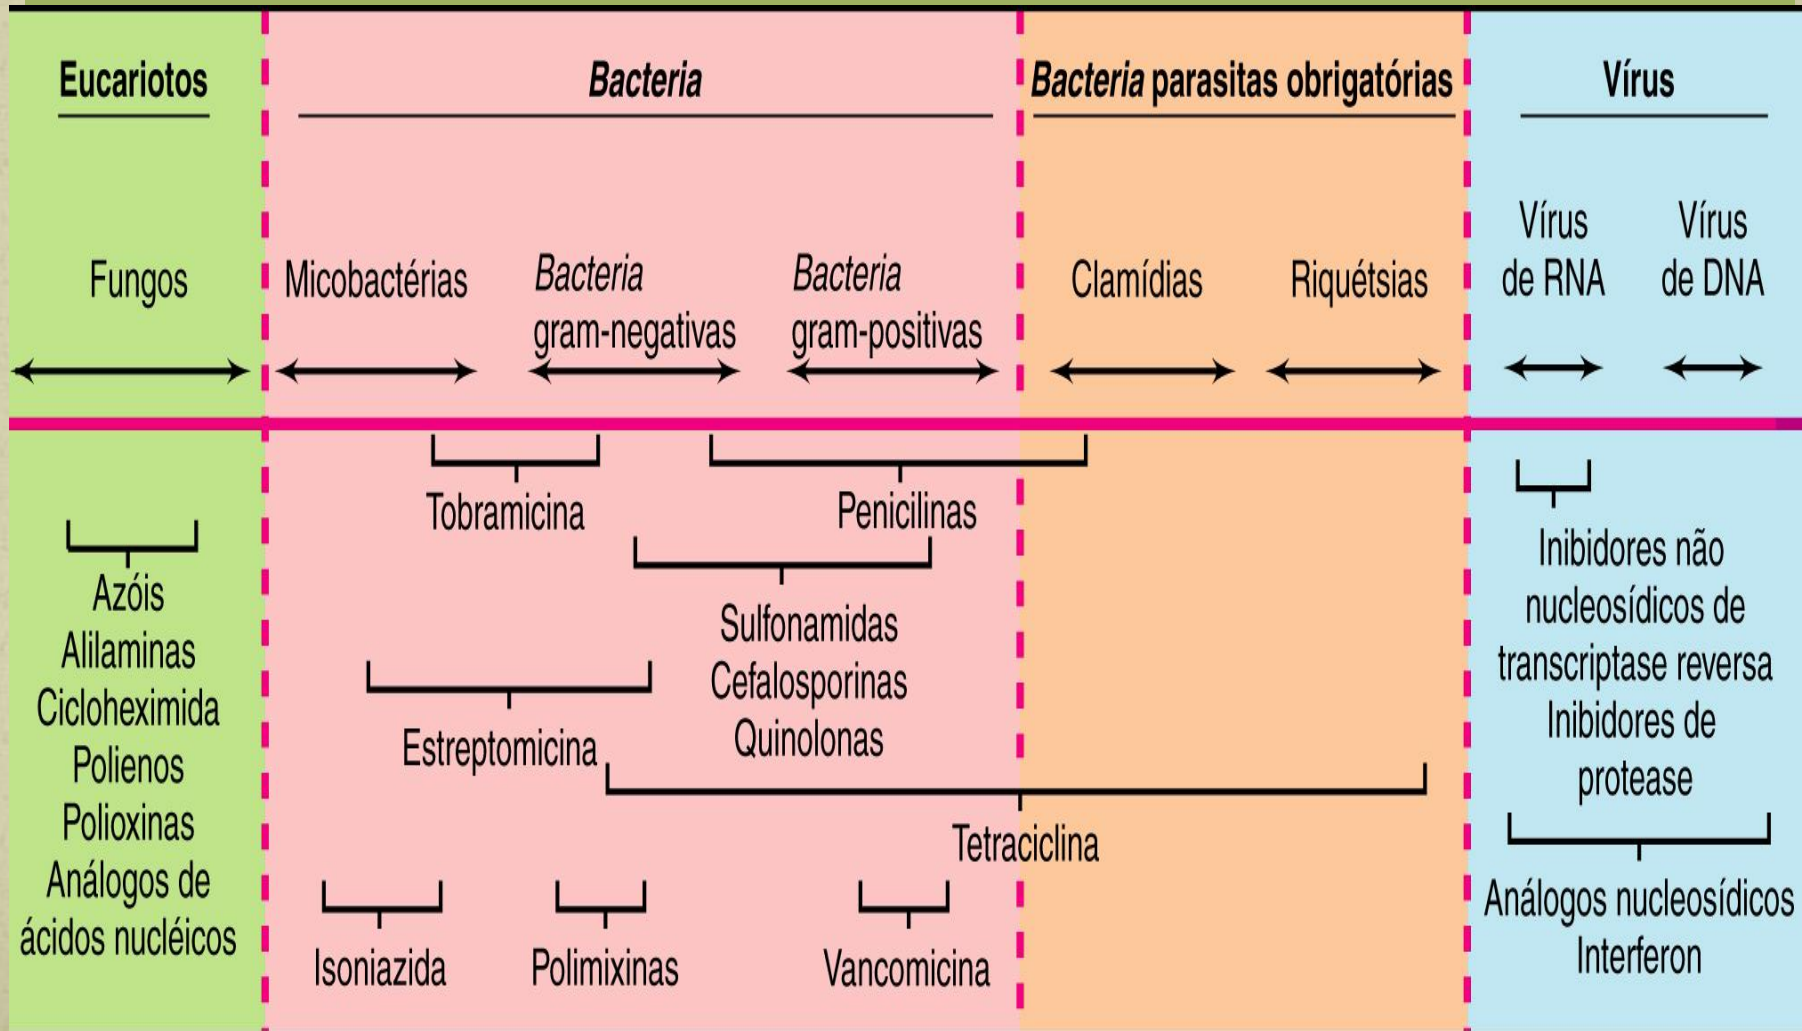 Eucariotos
Bacteria
Bacteria parasitas obrigatórias
Vírus
Fungos
Micobactérias
Bacteria
gram-negativas
Bacteria
gram-positivas
Clamídias
Riquétsias
Vírus
de RNA
Vírus
de DNA
Azóis
Alilaminas
Cicloheximida
Polienos
Polioxinas
Análogos de
ácidos nucléicos
Tobramicina
Penicilinas
Sulfonamidas
Cefalosporinas
Quinolonas
Estreptomicina
Tetraciclina
Isoniazida
Polimixinas
Vancomicina
Inibidores não
nucleosídicos de
transcriptase reversa
Inibidores de
protease
Análogos nucleosídicos
Interferon